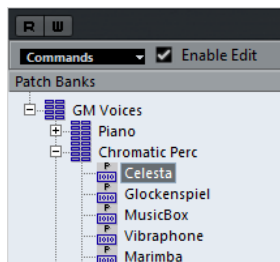 R W
Commands Enable Edit
Patch Banks
GM Voices
Piano
Chromatic Perc
P
Celesta
P
Glockenspiel
P
MusicBox
P
Vibraphone
P
Marimba